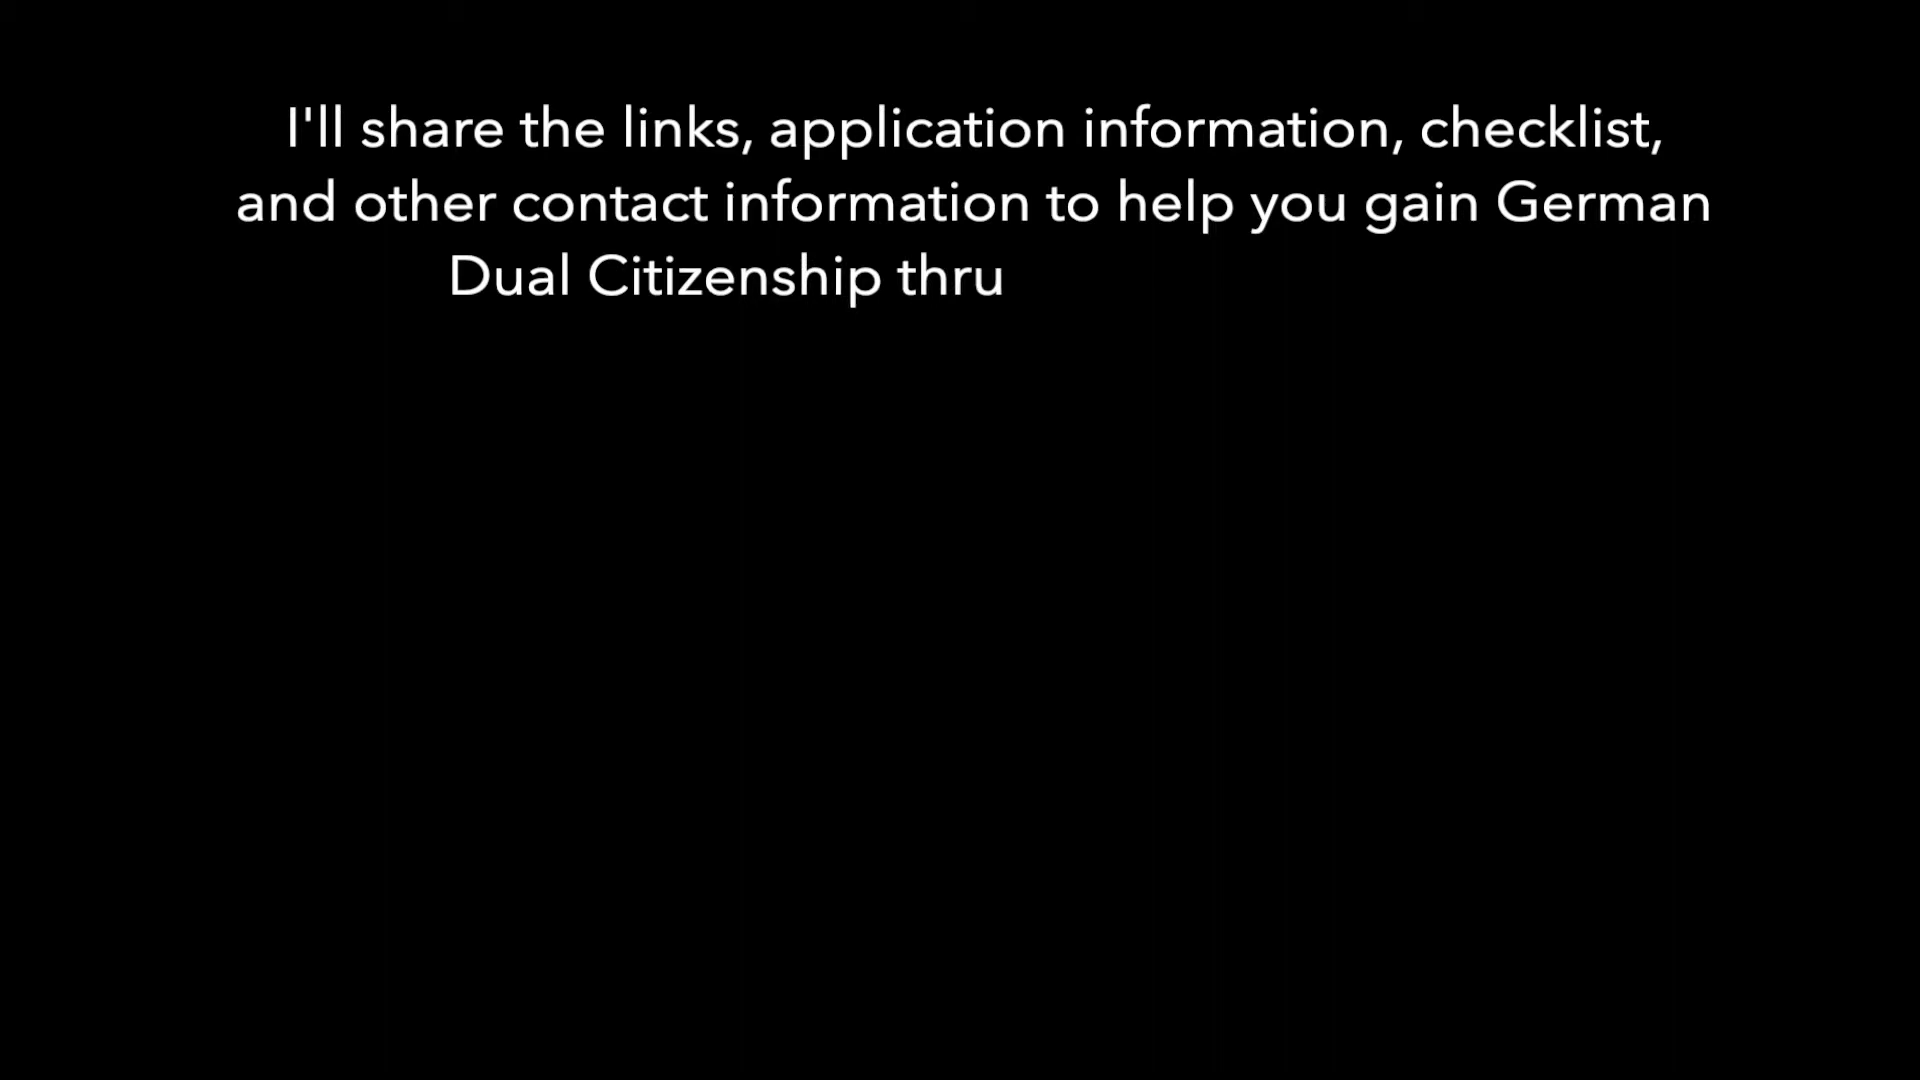 I'll share the links, application information, checklist,
and other contact information to help you gain German
Dual Citizenship thru